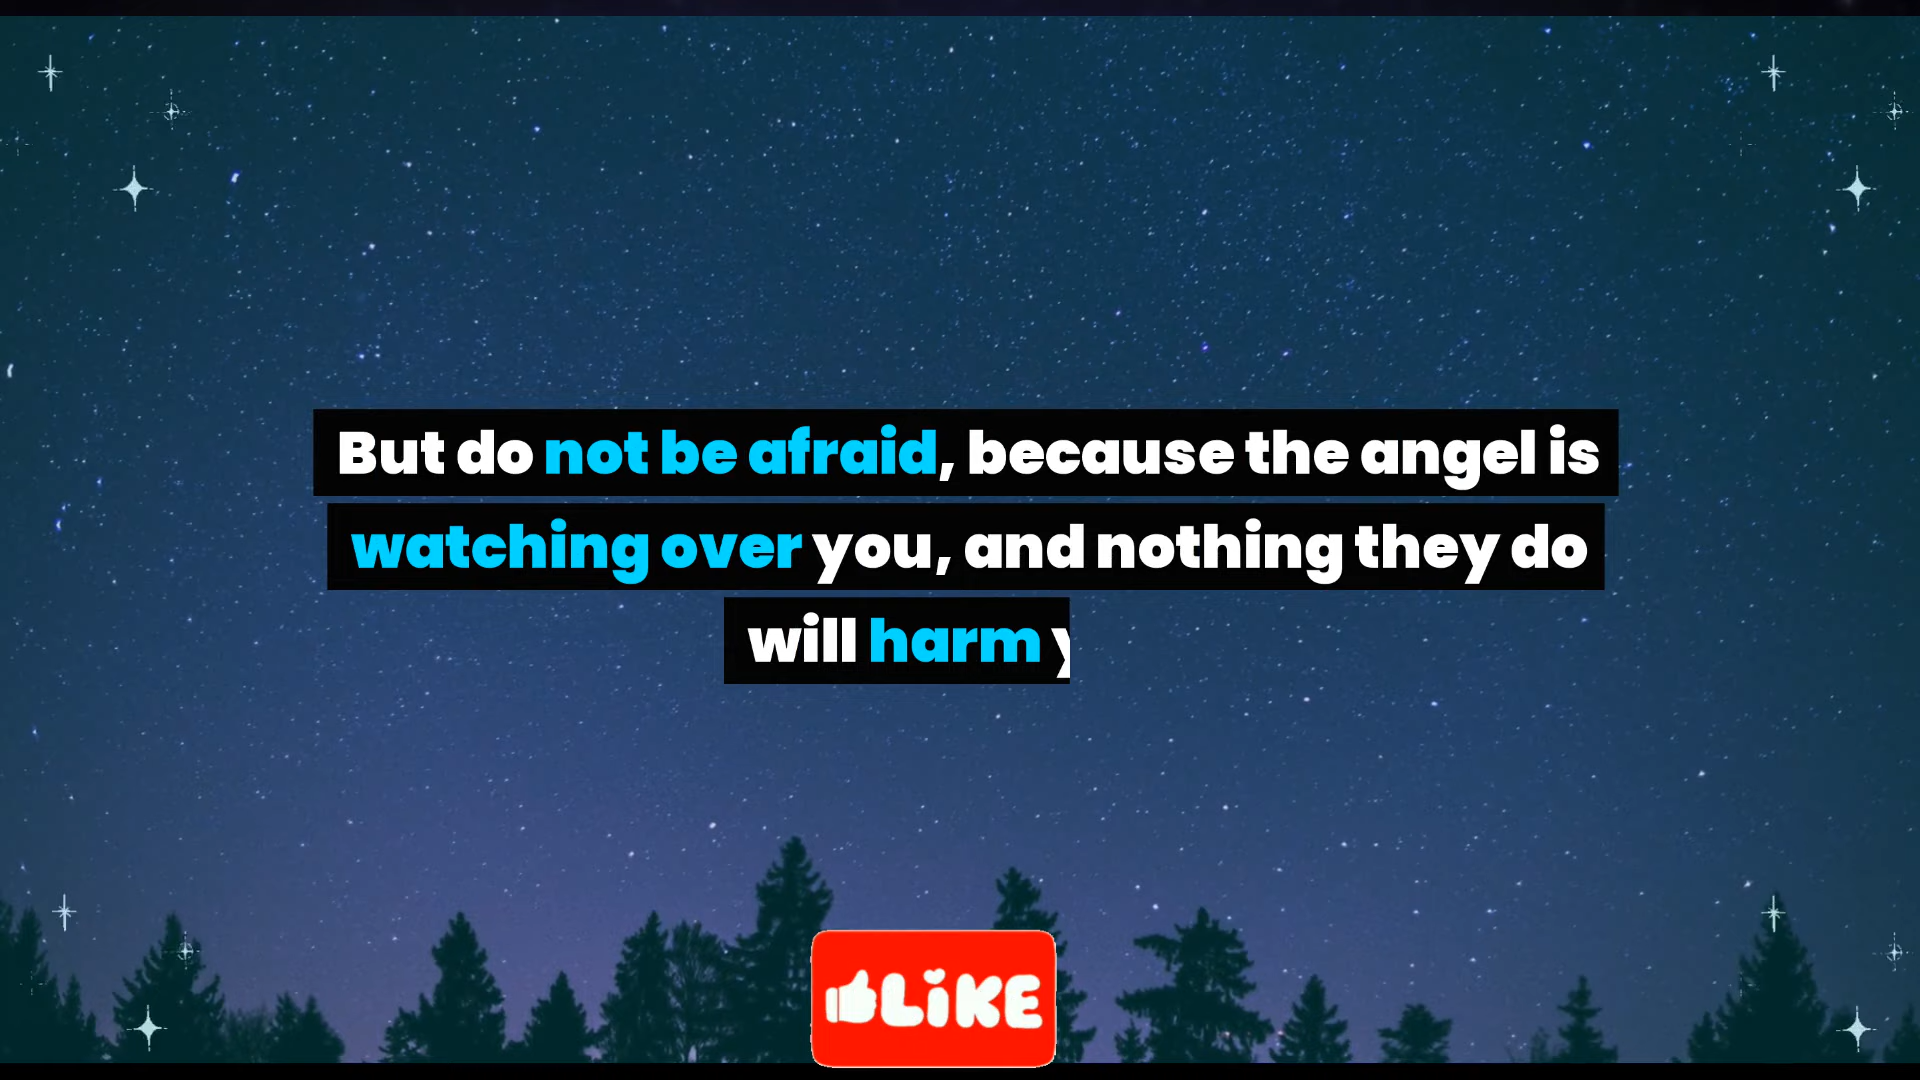 But do not be afraid, because the angel is
watching over you, and nothing they do
will harm y
LIKE